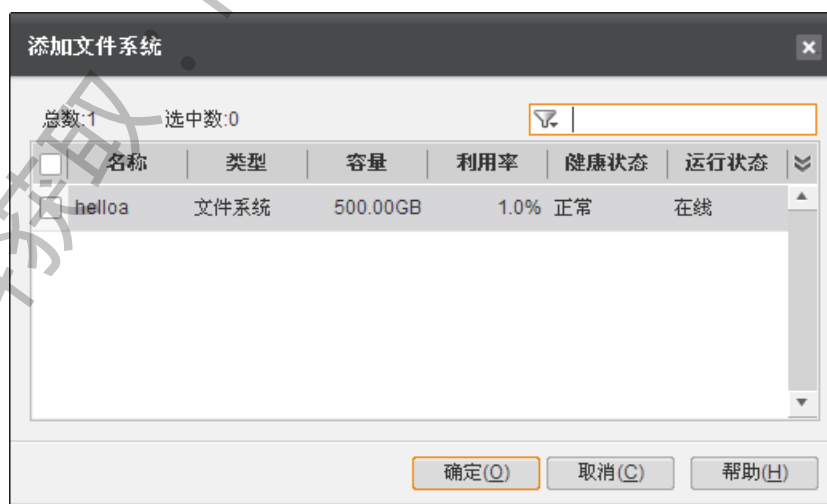 添加文件系统
总数:1 选中数:0
名称 类型 容量 利用率 健康状态 运行状态
helloa 文件系统 500.00GB 1.0% 正常 在线
确定(O) 取消(C) 帮助(H)
获取：